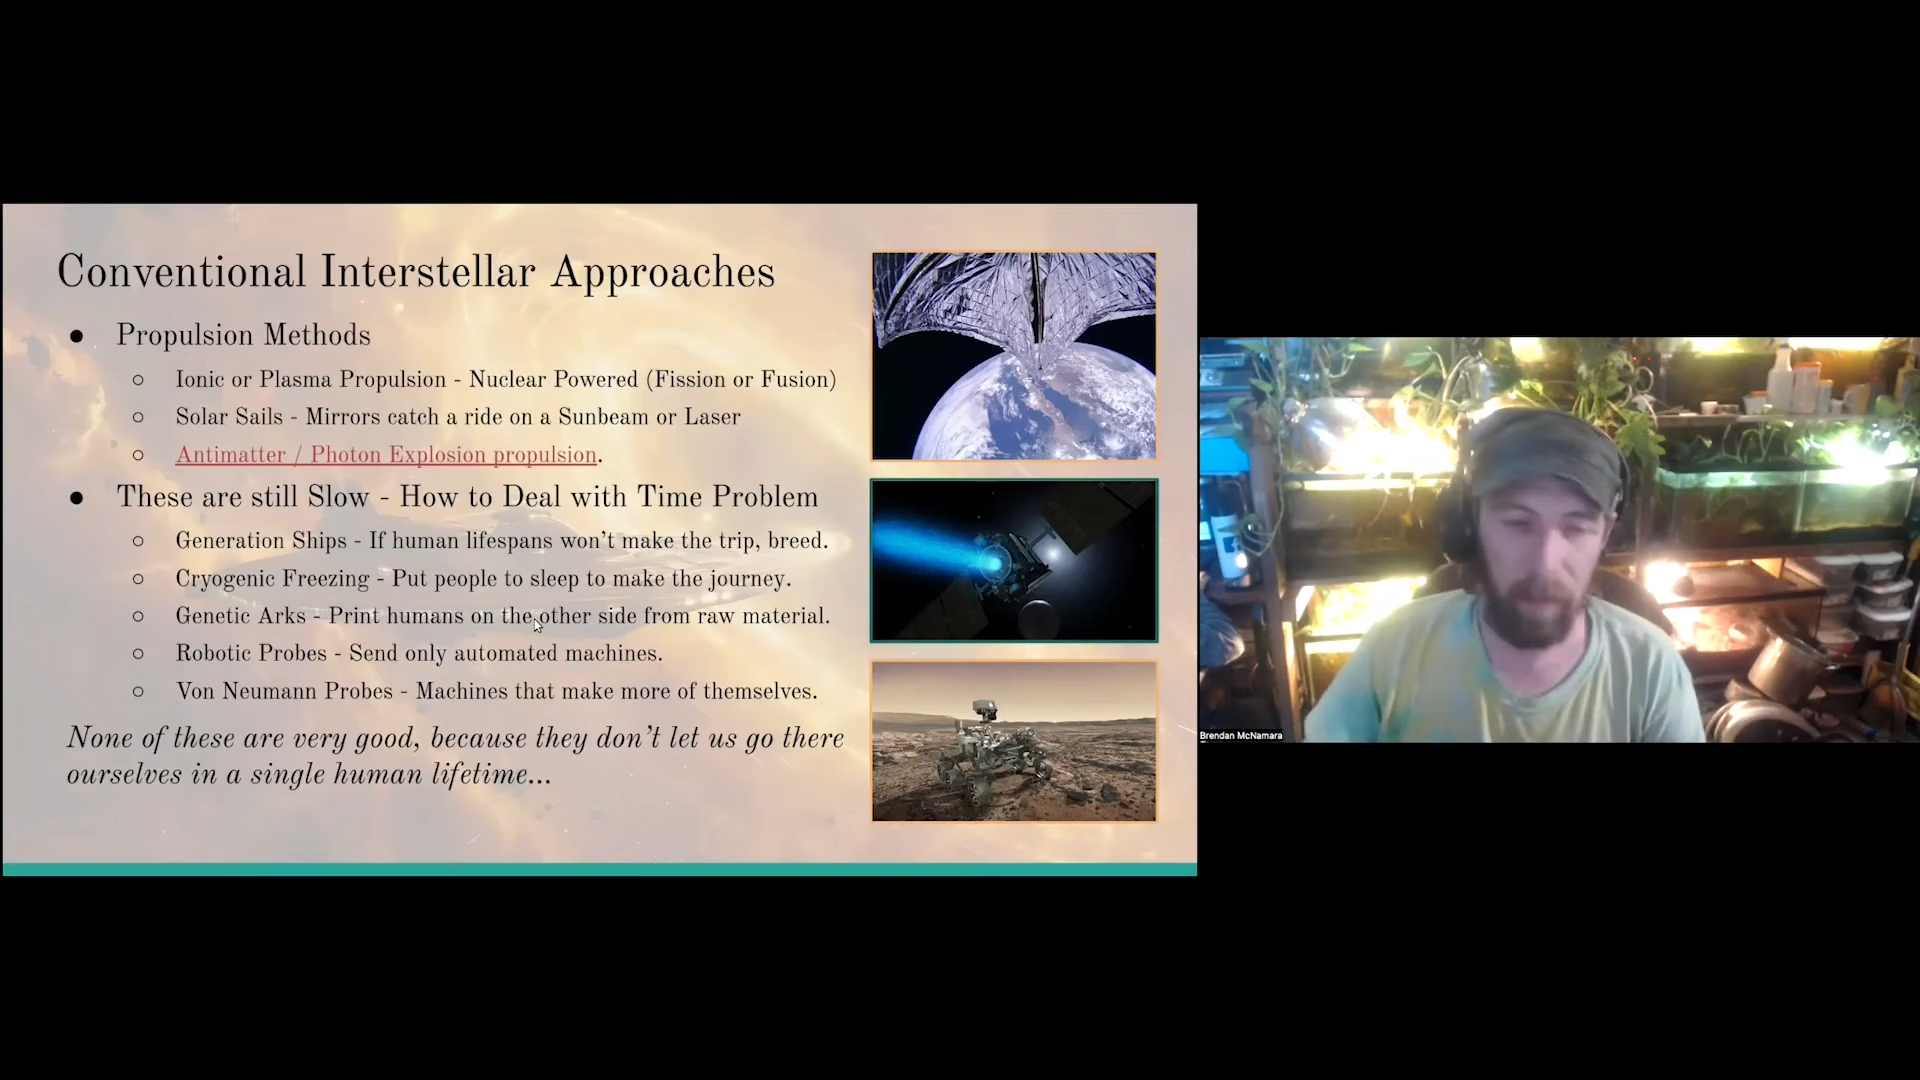 Conventional Interstellar Approaches
● Propulsion Methods
○ Ionic or Plasma Propulsion - Nuclear Powered (Fission or Fusion)
○ Solar Sails - Mirrors catch a ride on a Sunbeam or Laser
○ Antimatter / Photon Explosion propulsion.
● These are still Slow - How to Deal with Time Problem
○ Generation Ships - If human lifespans won't make the trip, breed.
○ Cryogenic Freezing - Put people to sleep to make the journey.
○ Genetic Arks - Print humans on the other side from raw material.
○ Robotic Probes - Send only automated machines.
○ Von Neumann Probes - Machines that make more of themselves.
None of these are very good, because they don't let us go there
ourselves in a single human lifetime...
Brendan McNamara